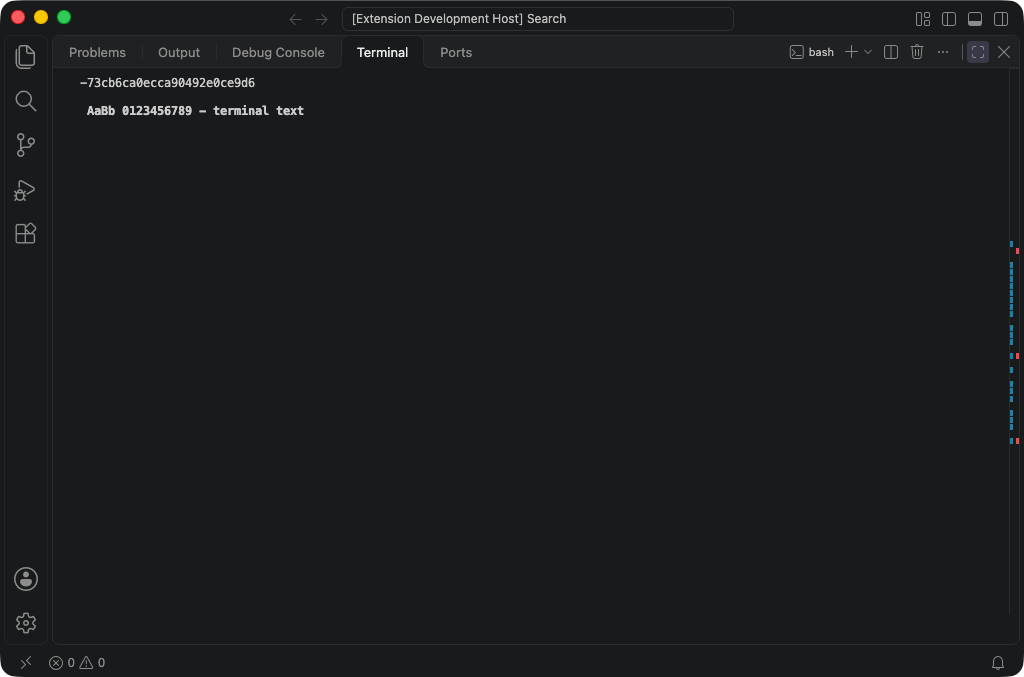 [Extension Development Host] Search
Problems Output Debug Console Terminal Ports bash
—73cb6ca0ecca90492e0ce9d6
AaBb 0123456789 — terminal text
0 0